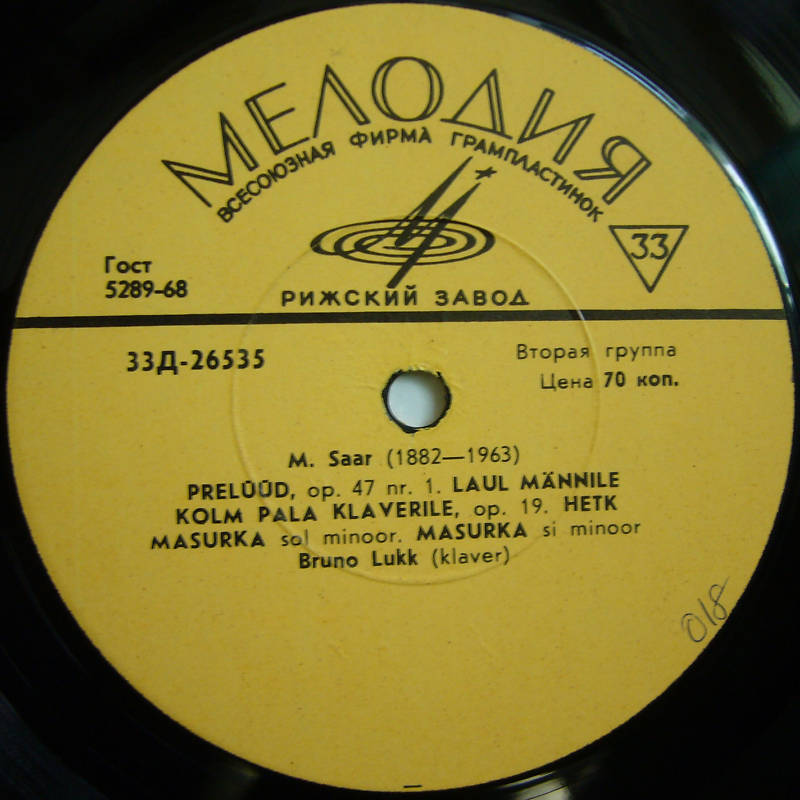 МЕЛОДИЯ
ВСЕСОЮЗНАЯ ФИРМА ГРАМПЛАСТИНОК
33
Гост
5289-68
РИЖСКИЙ ЗАВОД
33Д-26535
Вторая группа
Цена 70 коп.
M. Saar (1882—1963)
PRELÜÜD, op. 47 nr. 1. LAUL MÄNNILE
KOLM PALA KLAVERILE, op. 19. HETK
MASURKA sol minoor. MASURKA si minoor
Bruno Lukk (klaver)
018